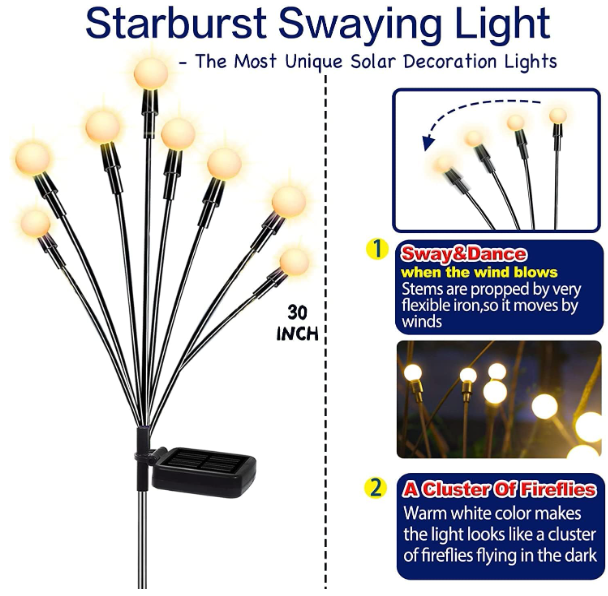 Starburst Swaying Light
- The Most Unique Solar Decoration Lights
30
INCH
1
Sway&Dance
when the wind blows
Stems are propped by very
flexible iron,so it moves by
winds
2
A Cluster Of Fireflies
Warm white color makes
the light looks like a cluster
of fireflies flying in the dark